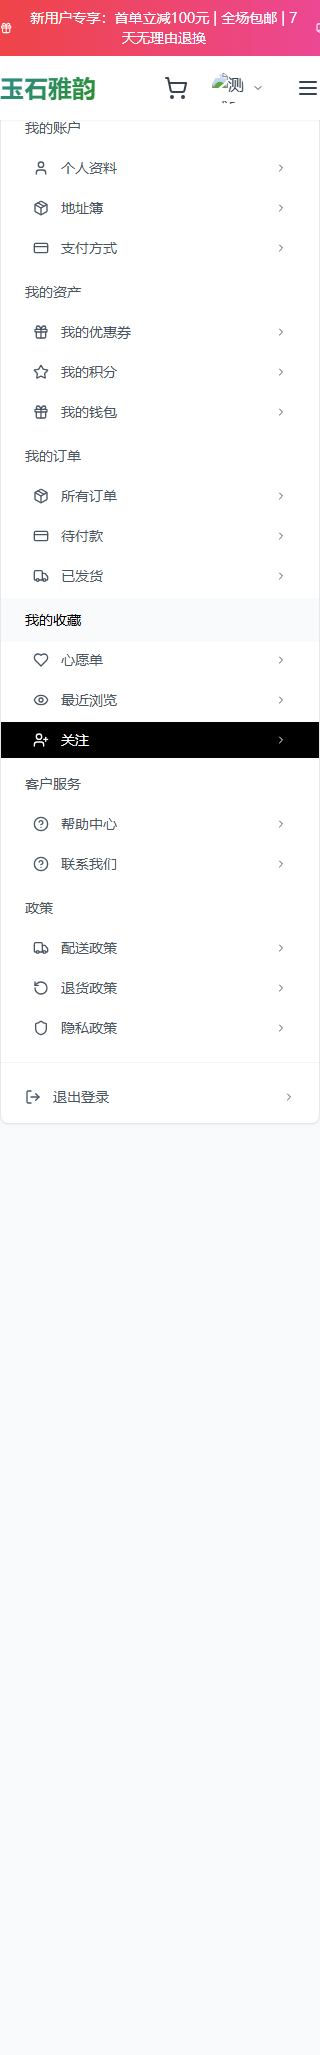 新用户专享：首单立减100元 | 全场包邮 | 7
天无理由退换
玉石雅韵
测
我的账户
个人资料
地址簿
支付方式
我的资产
我的优惠券
我的积分
我的钱包
我的订单
所有订单
待付款
已发货
我的收藏
心愿单
最近浏览
关注
客户服务
帮助中心
联系我们
政策
配送政策
退货政策
隐私政策
退出登录